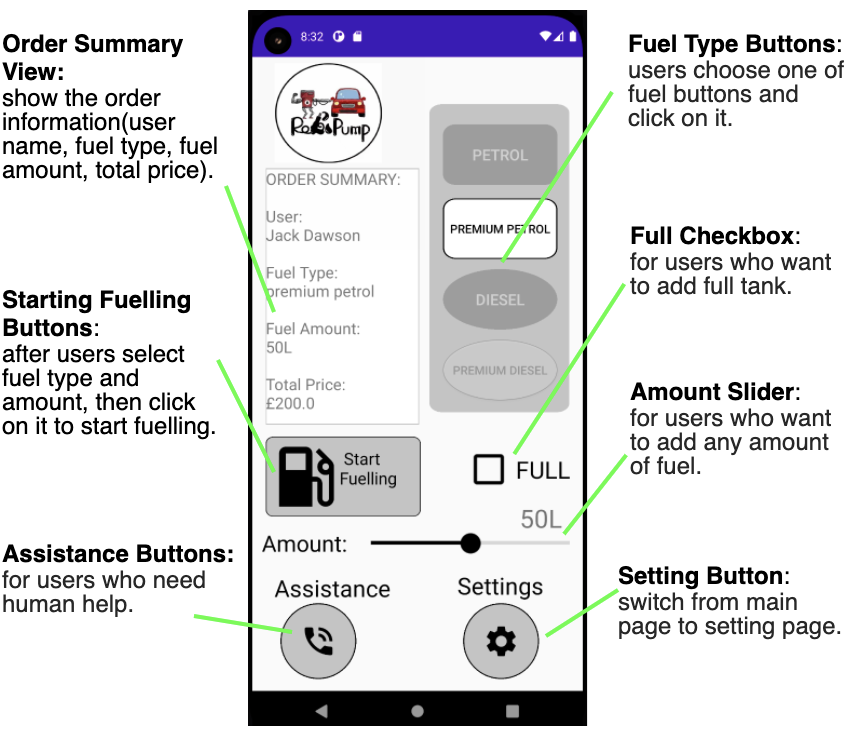 Order Summary
View:
show the order
information(user
name, fuel type, fuel
amount, total price).
Starting Fuelling
Buttons:
after users select
fuel type and
amount, then click
on it to start fuelling.
Assistance Buttons:
for users who need
human help.
8:32
RoBsPump
ORDER SUMMARY:
User:
Jack Dawson
Fuel Type:
premium petrol
Fuel Amount:
50L
Total Price:
£200.0
PETROL
PREMIUM PETROL
DIESEL
PREMIUM DIESEL
Start
Fuelling
FULL
50L
Amount:
Assistance
Settings
Fuel Type Buttons:
users choose one of
fuel buttons and
click on it.
Full Checkbox:
for users who want
to add full tank.
Amount Slider:
for users who want
to add any amount
of fuel.
Setting Button:
switch from main
page to setting page.